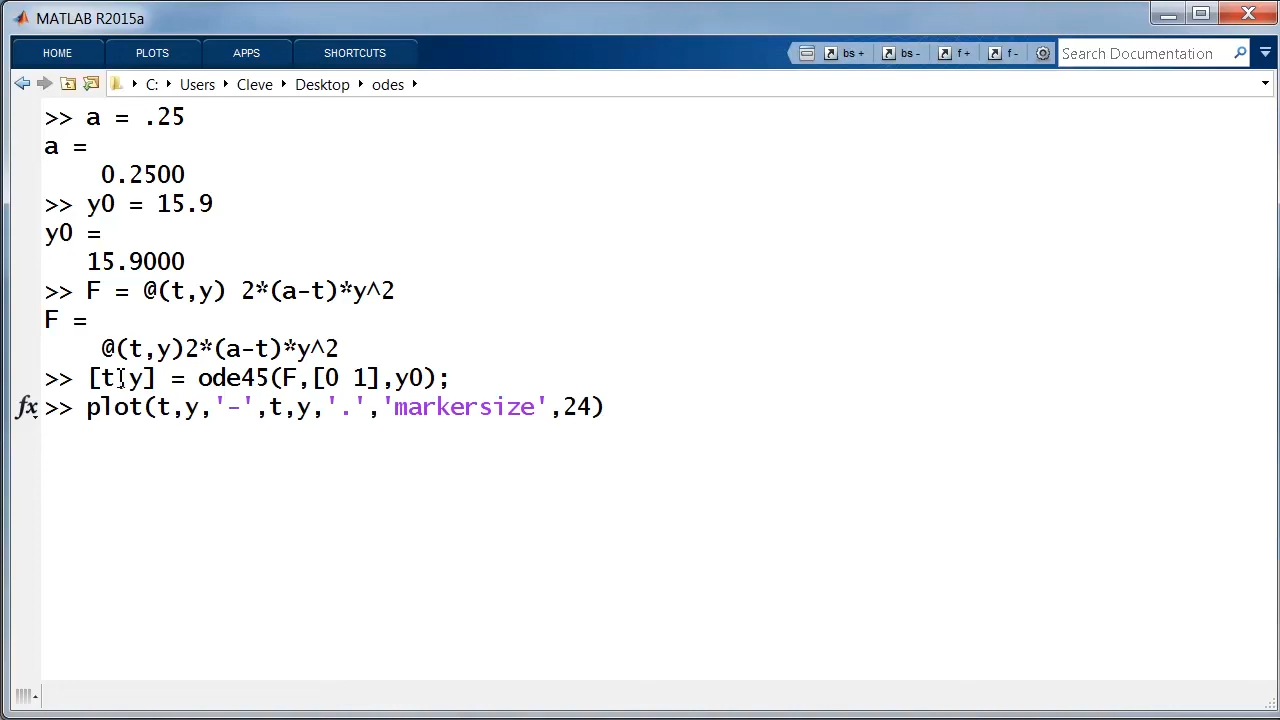 MATLAB R2015a
HOME PLOTS APPS SHORTCUTS bs + bs - f + f - Search Documentation
C: Users Cleve Desktop odes
>> a = .25
a =
0.2500
>> y0 = 15.9
y0 =
15.9000
>> F = @(t,y) 2*(a-t)*y^2
F =
@(t,y)2*(a-t)*y^2
>> [t,y] = ode45(F,[0 1],y0);
fx >> plot(t,y,'-',t,y,'.','markersize',24)